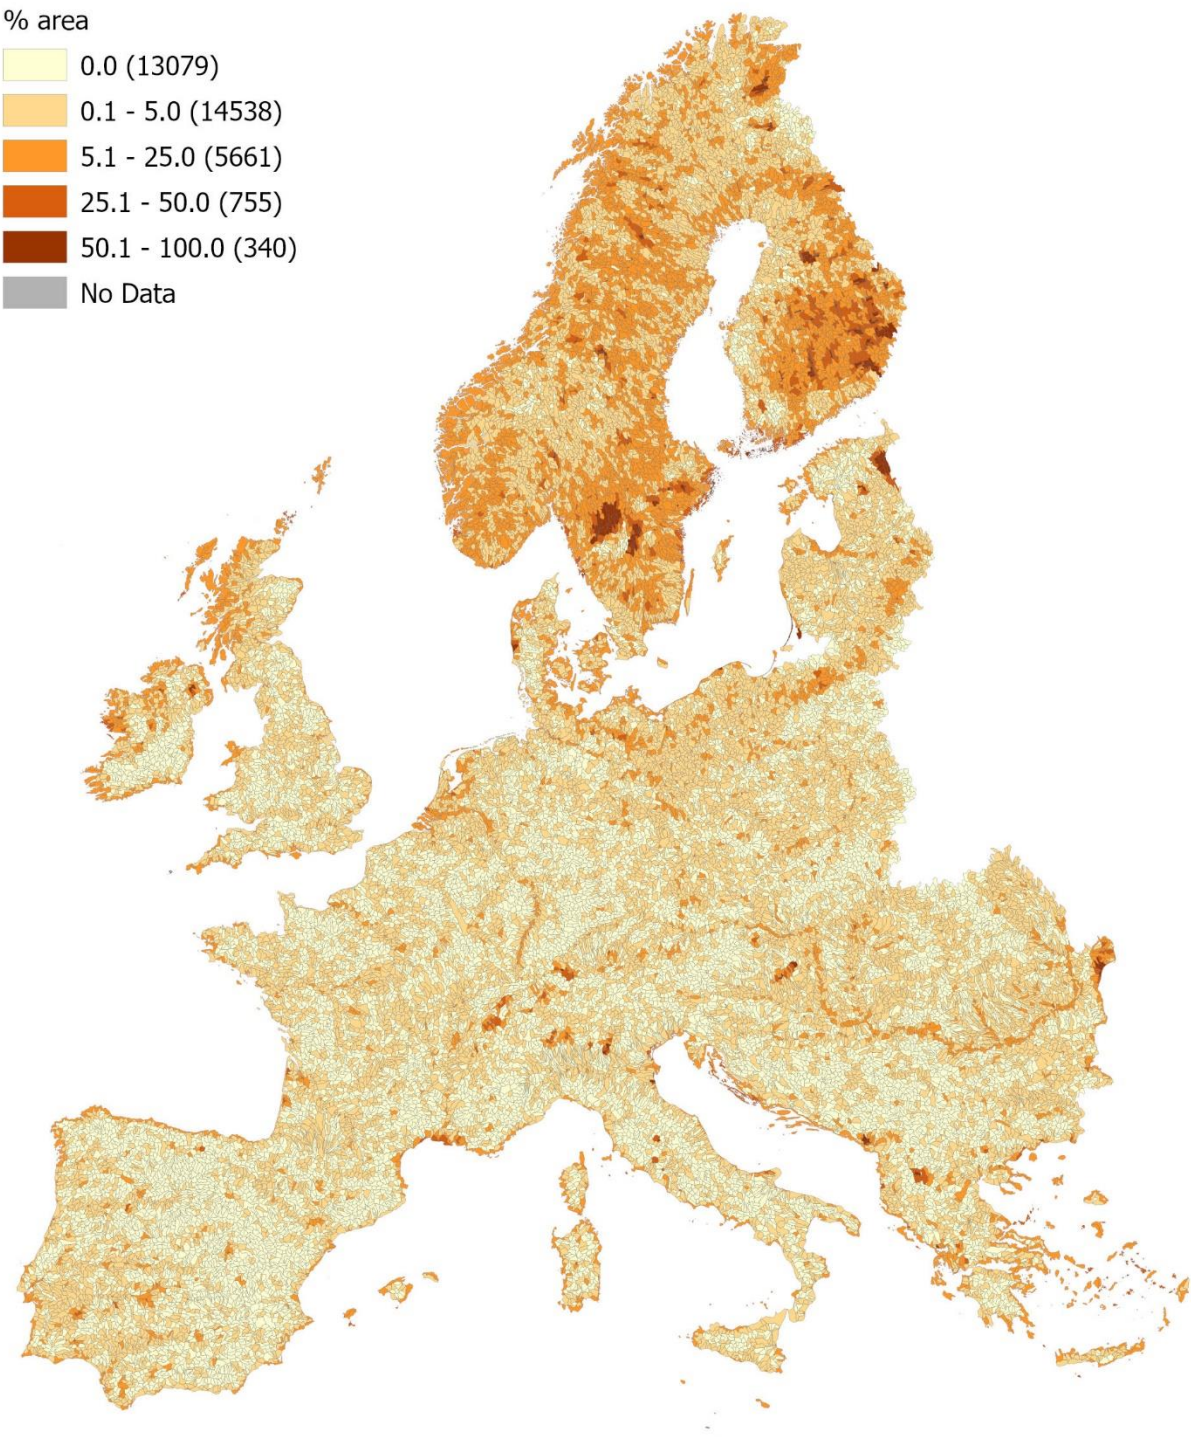 % area
0.0 (13079)
0.1 - 5.0 (14538)
5.1 - 25.0 (5661)
25.1 - 50.0 (755)
50.1 - 100.0 (340)
No Data